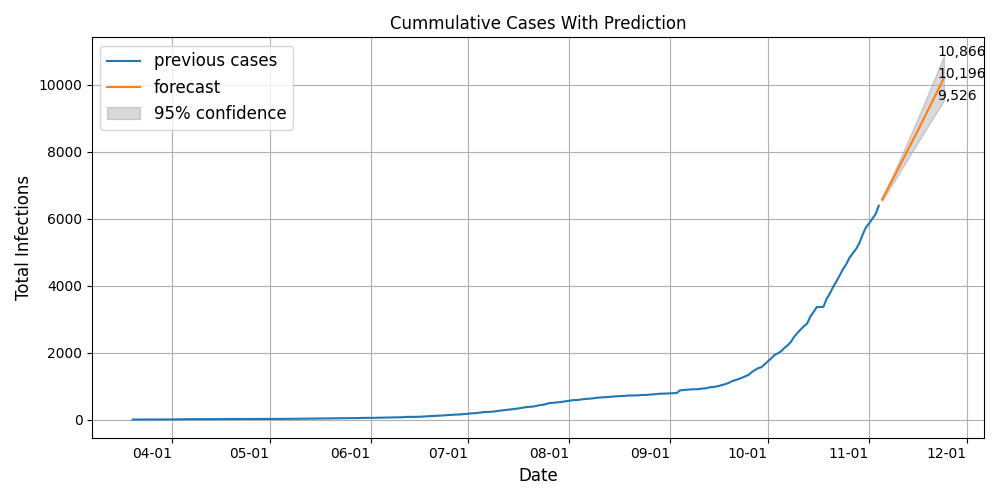 Cummulative Cases With Prediction
previous cases
forecast
95% confidence
10,866
10,196
9,526
10000
8000
6000
4000
2000
0
Total Infections
04-01 05-01 06-01 07-01 08-01 09-01 10-01 11-01 12-01
Date